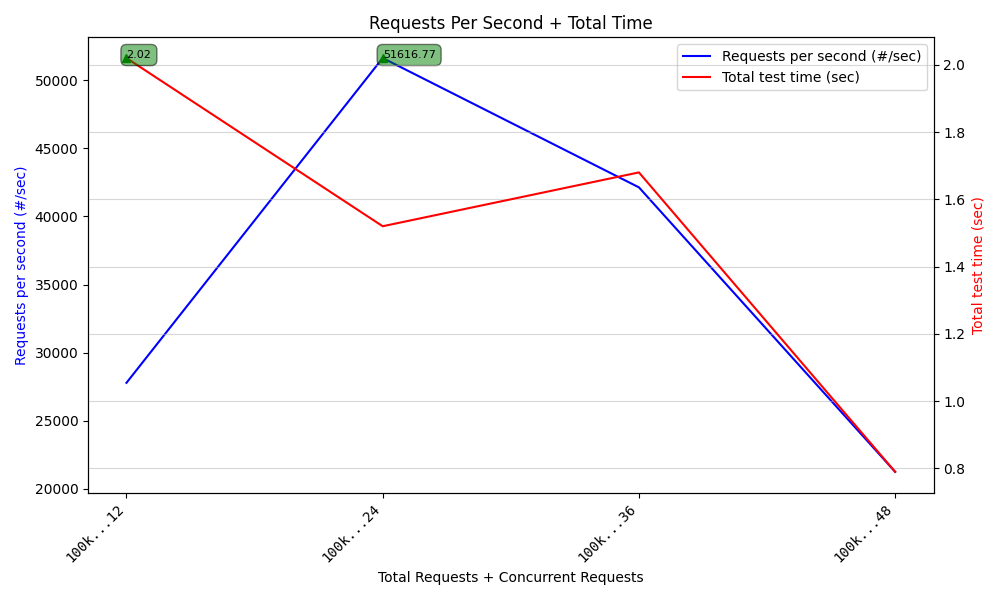 Requests Per Second + Total Time
2.02
51616.77
Requests per second (#/sec)
Total test time (sec)
50000
45000
40000
35000
30000
25000
20000
Requests per second (#/sec)
2.0
1.8
1.6
1.4
1.2
1.0
0.8
Total test time (sec)
100k...12
100k...24
100k...36
100k...48
Total Requests + Concurrent Requests